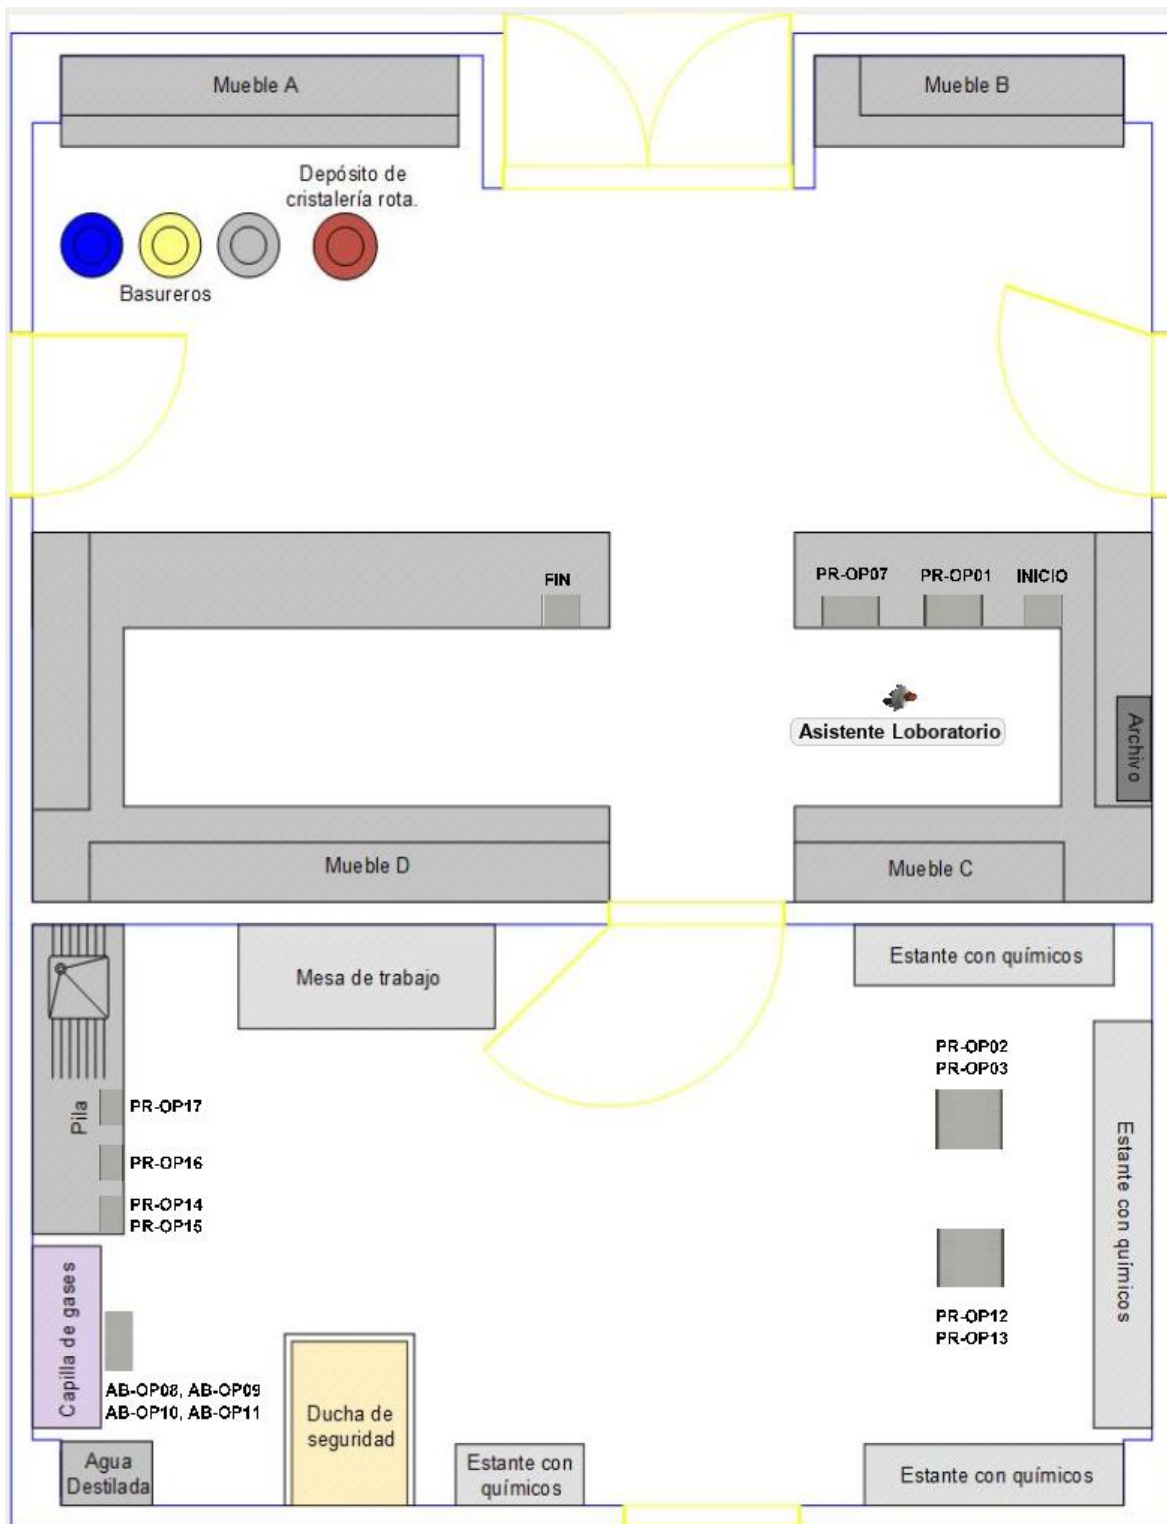 Mueble A
Mueble B
Depósito de
cristalería rota.
Basureros
FIN
PR-OP07
PR-OP01
INICIO
Asistente Loboratorio
Archivo
Mueble D
Mueble C
Mesa de trabajo
Estante con químicos
PR-OP02
PR-OP03
Pila
PR-OP17
PR-OP16
PR-OP14
PR-OP15
Estante con químicos
Capilla de gases
PR-OP12
PR-OP13
AB-OP08, AB-OP09
AB-OP10, AB-OP11
Ducha de
seguridad
Agua
Destilada
Estante con
químicos
Estante con químicos